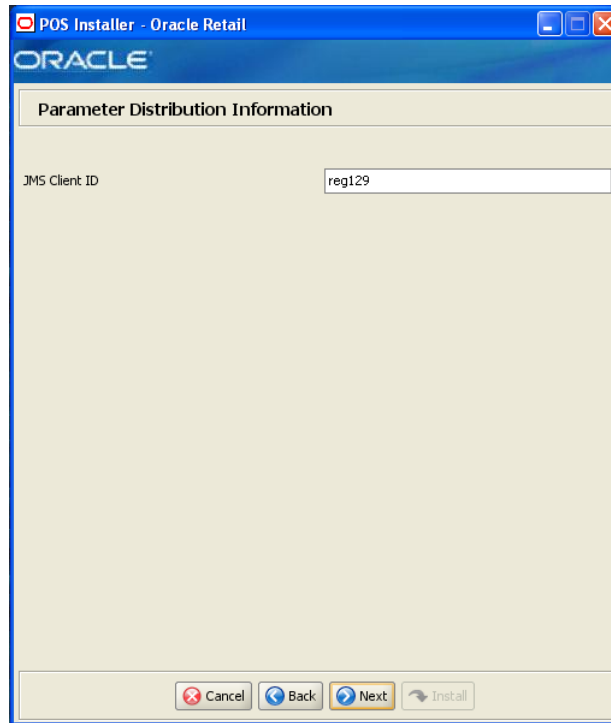 POS Installer - Oracle Retail
ORACLE
Parameter Distribution Information
JMS Client ID reg129
Cancel Back Next Install